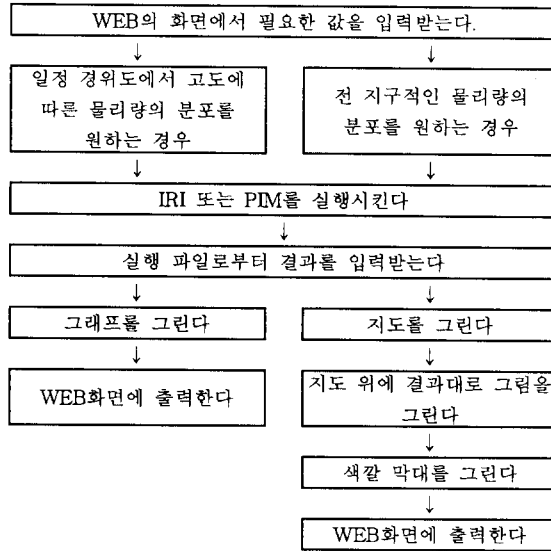 WEB의 화면에서 필요한 값을 입력받는다.
일정 경위도에서 고도에
따른 물리량의 분포를
원하는 경우
전 지구적인 물리량의
분포를 원하는 경우
IRI 또는 PIM를 실행시킨다
실행 파일로부터 결과를 입력받는다
그래프를 그린다
지도를 그린다
WEB화면에 출력한다
지도 위에 결과대로 그림을
그린다
색깔 막대를 그린다
WEB화면에 출력한다